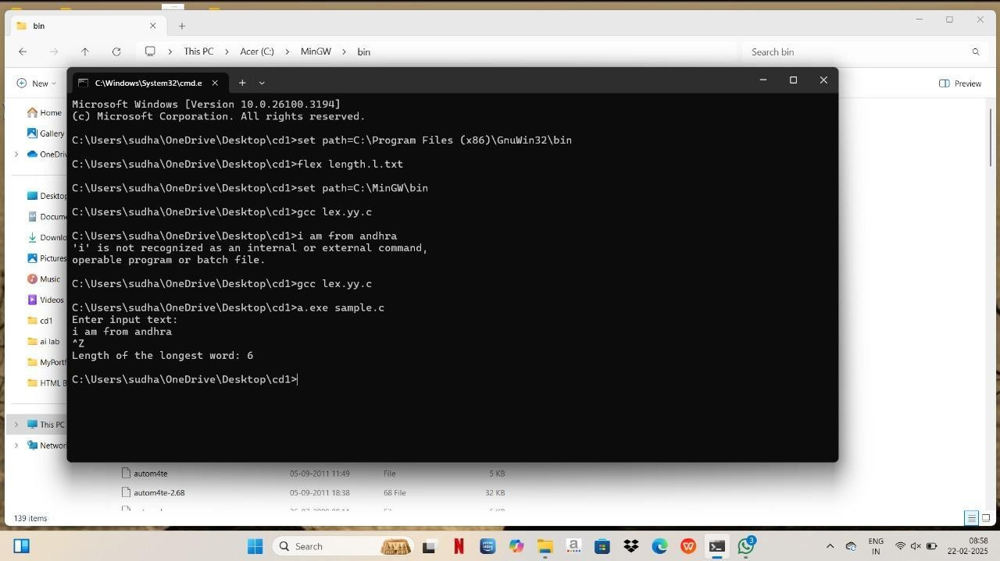 bin
This PC > Acer (C:) > MinGW > bin
Search bin
New
Preview
C:\Windows\System32\cmd.e
Home
Gallery
OneDriv
Desktop
Docume
Downlo
Pictures
Music
Videos
cd1
ai lab
MyPortf
HTML B
This PC
Networ
Microsoft Windows [Version 10.0.26100.3194]
(c) Microsoft Corporation. All rights reserved.
C:\Users\sudha\OneDrive\Desktop\cd1>set path=C:\Program Files (x86)\GnuWin32\bin
C:\Users\sudha\OneDrive\Desktop\cd1>flex length.l.txt
C:\Users\sudha\OneDrive\Desktop\cd1>set path=C:\MinGW\bin
C:\Users\sudha\OneDrive\Desktop\cd1>gcc lex.yy.c
C:\Users\sudha\OneDrive\Desktop\cd1>i am from andhra
'i' is not recognized as an internal or external command,
operable program or batch file.
C:\Users\sudha\OneDrive\Desktop\cd1>gcc lex.yy.c
C:\Users\sudha\OneDrive\Desktop\cd1>a.exe sample.c
Enter input text:
i am from andhra
^Z
Length of the longest word: 6
C:\Users\sudha\OneDrive\Desktop\cd1>
autom4te 05-09-2011 11:49 File 5 KB
autom4te-2.68 05-09-2011 18:38 68 File 32 KB
139 items
Search
prime video
a
3
ENG
IN
08:58
22-02-2025